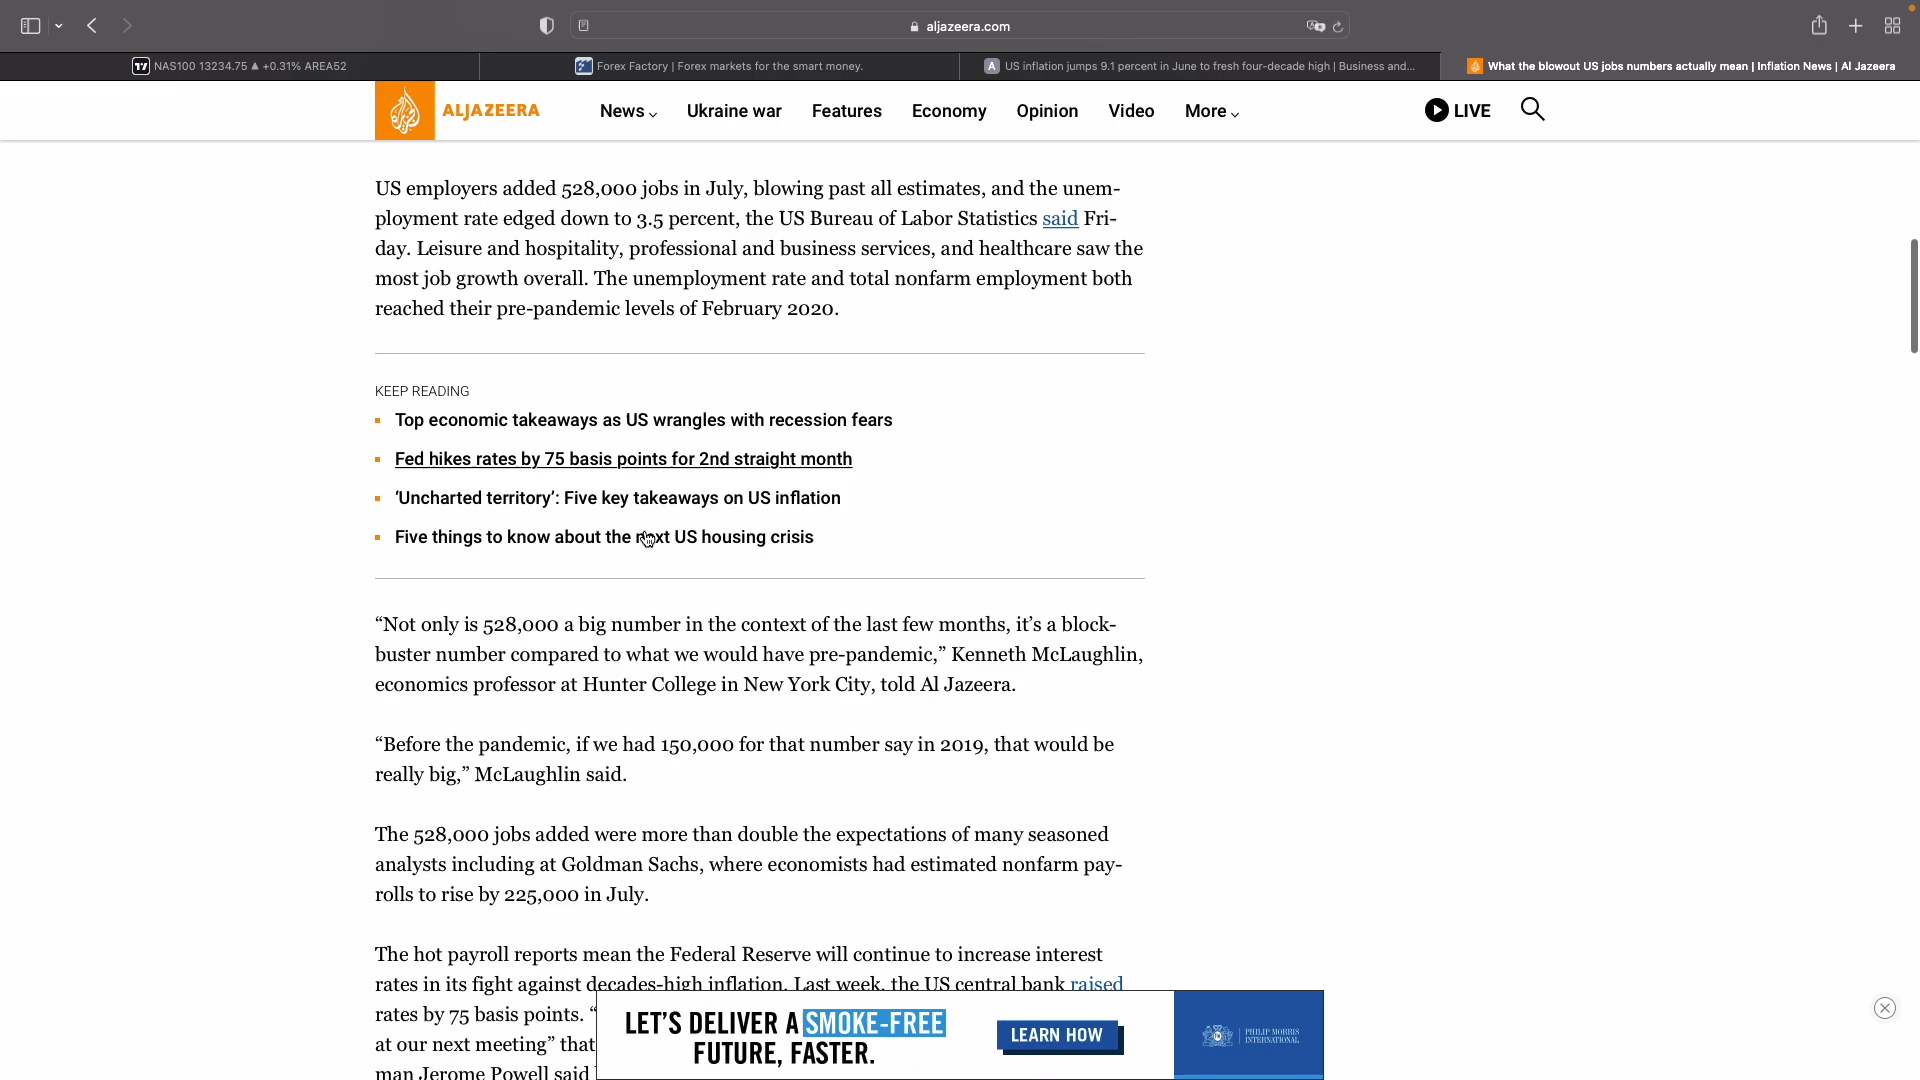 aljazeera.com
NAS100 13234.75 ▲ +0.31% AREA52
Forex Factory | Forex markets for the smart money.
A US inflation jumps 9.1 percent in June to fresh four-decade high | Business and...
What the blowout US jobs numbers actually mean | Inflation News | Al Jazeera
ALJAZEERA
News
Ukraine war
Features
Economy
Opinion
Video
More
LIVE
US employers added 528,000 jobs in July, blowing past all estimates, and the unem-
ployment rate edged down to 3.5 percent, the US Bureau of Labor Statistics said Fri-
day. Leisure and hospitality, professional and business services, and healthcare saw the
most job growth overall. The unemployment rate and total nonfarm employment both
reached their pre-pandemic levels of February 2020.
KEEP READING
Top economic takeaways as US wrangles with recession fears
Fed hikes rates by 75 basis points for 2nd straight month
‘Uncharted territory’: Five key takeaways on US inflation
Five things to know about the next US housing crisis
“Not only is 528,000 a big number in the context of the last few months, it’s a block-
buster number compared to what we would have pre-pandemic,” Kenneth McLaughlin,
economics professor at Hunter College in New York City, told Al Jazeera.
“Before the pandemic, if we had 150,000 for that number say in 2019, that would be
really big,” McLaughlin said.
The 528,000 jobs added were more than double the expectations of many seasoned
analysts including at Goldman Sachs, where economists had estimated nonfarm pay-
rolls to rise by 225,000 in July.
The hot payroll reports mean the Federal Reserve will continue to increase interest
rates in its fight against decades-high inflation. Last week, the US central bank raised
rates by 75 basis points. “
at our next meeting” that
man Jerome Powell said
LET’S DELIVER A SMOKE-FREE
FUTURE, FASTER.
LEARN HOW
PHILIP MORRIS
INTERNATIONAL